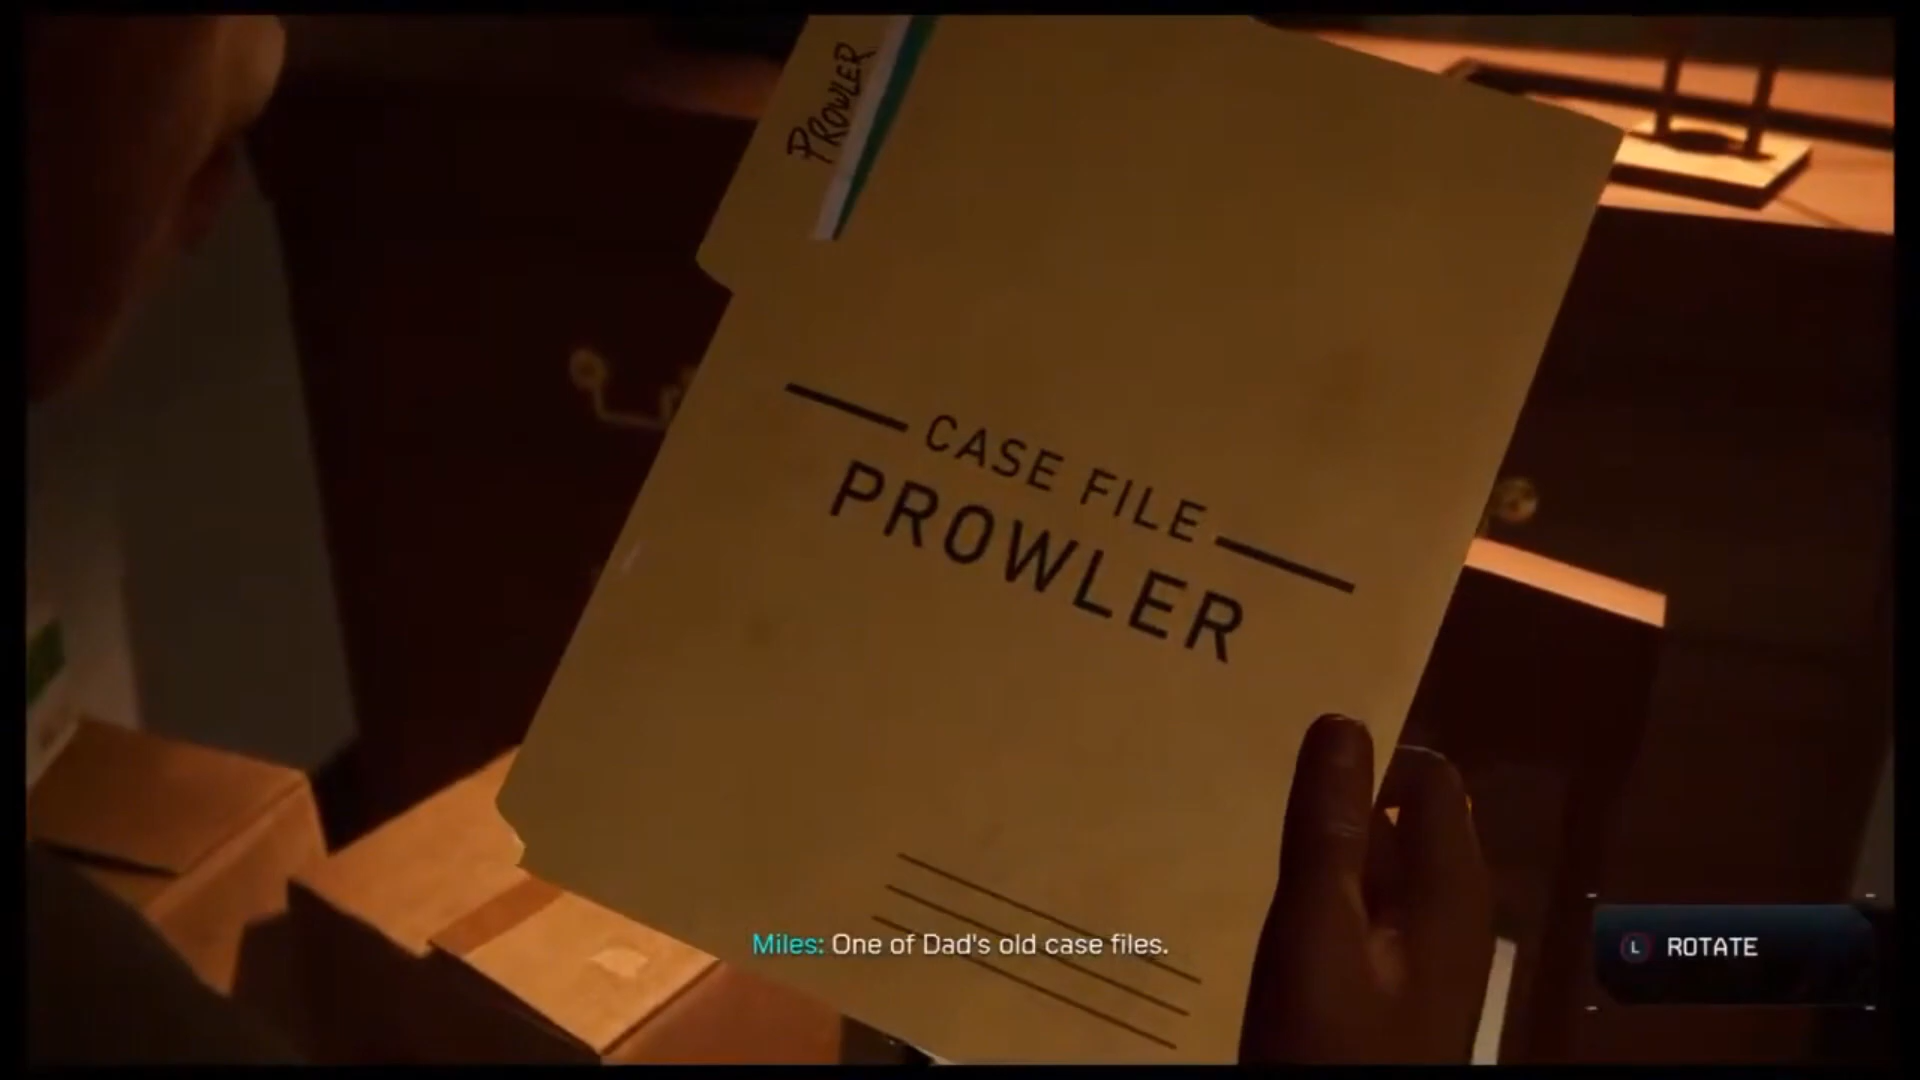 PROWLER
CASE FILE
PROWLER
Miles: One of Dad's old case files.
L ROTATE